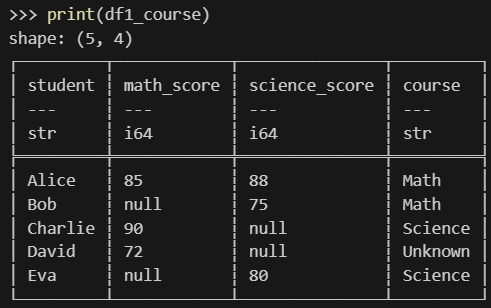 >>> print(df1_course)
shape: (5, 4)
student math_score science_score course
--- --- --- ---
str i64 i64 str
Alice 85 88 Math
Bob null 75 Math
Charlie 90 null Science
David 72 null Unknown
Eva null 80 Science